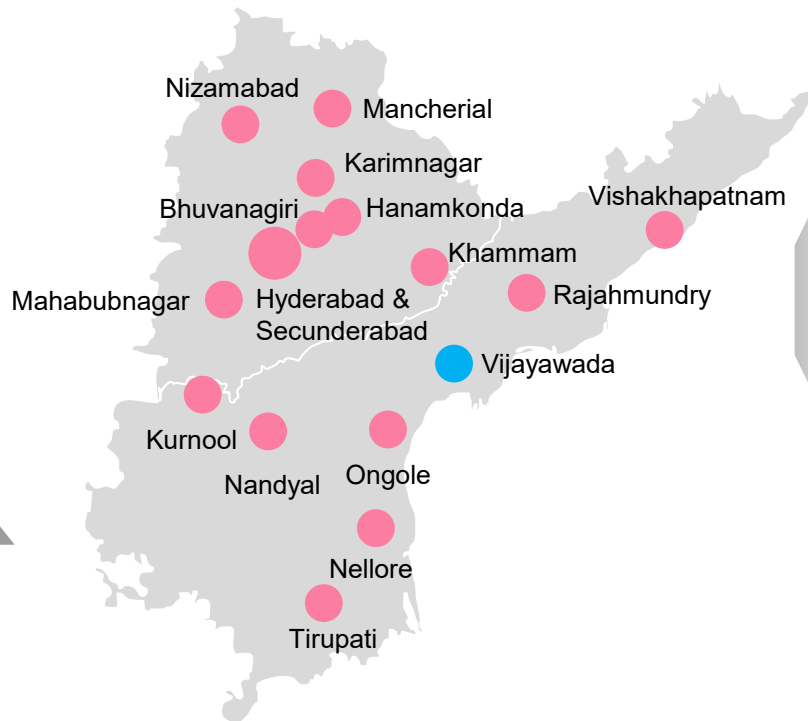 Nizamabad
Mancherial
Karimnagar
Vishakhapatnam
Bhuvanagiri
Hanamkonda
Khammam
Mahabubnagar
Hyderabad &
Secunderabad
Rajahmundry
Vijayawada
Kurnool
Nandyal
Ongole
Nellore
Tirupati